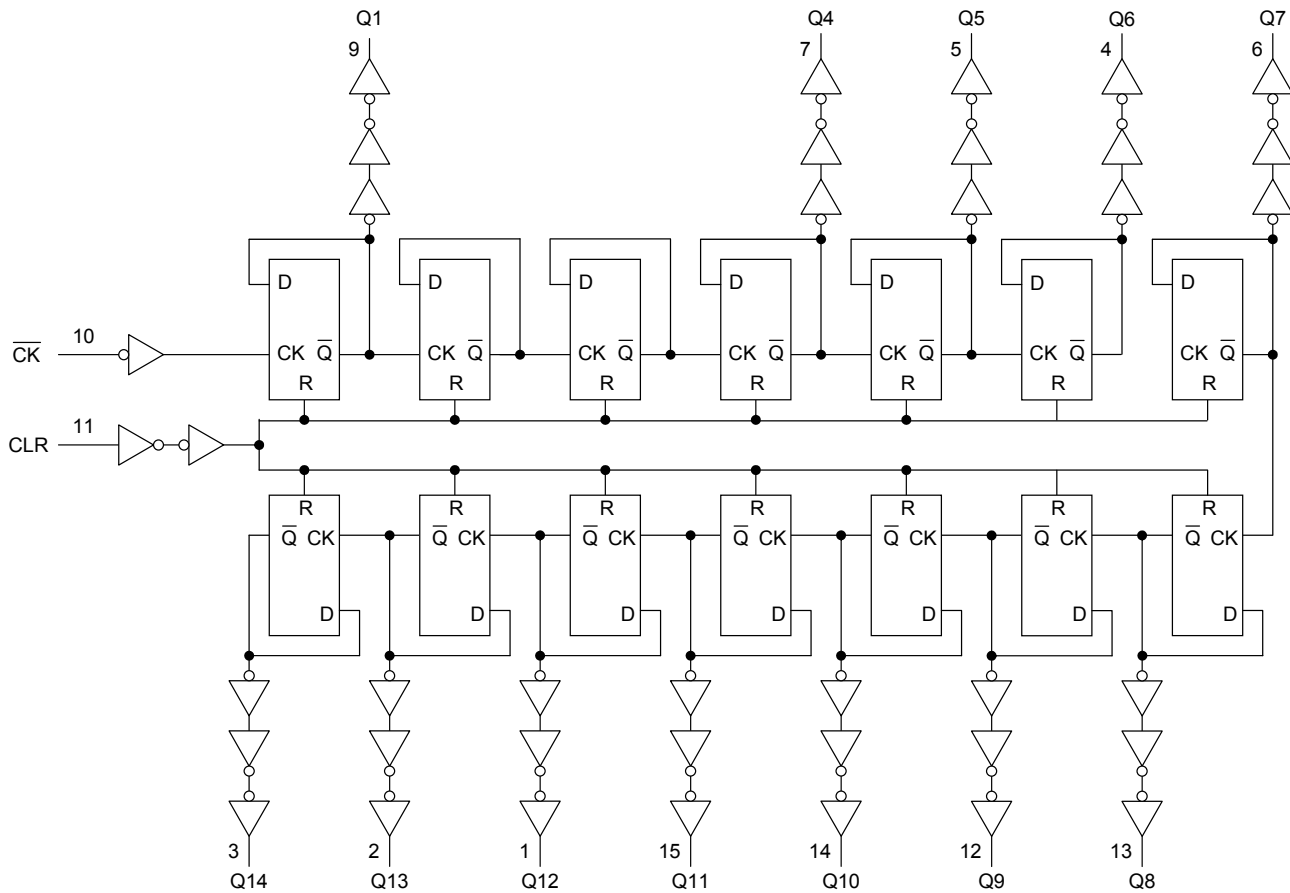 Q1 Q4 Q5 Q6 Q7
9 7 5 4 6
D D D D D D D
10
C̅K̅ CK Q̅ CK Q̅ CK Q̅ CK Q̅ CK Q̅ CK Q̅ CK Q̅
R R R R R R R
11
CLR
R R R R R R R
Q̅ CK Q̅ CK Q̅ CK Q̅ CK Q̅ CK Q̅ CK Q̅ CK
D D D D D D D
3 2 1 15 14 12 13
Q14 Q13 Q12 Q11 Q10 Q9 Q8